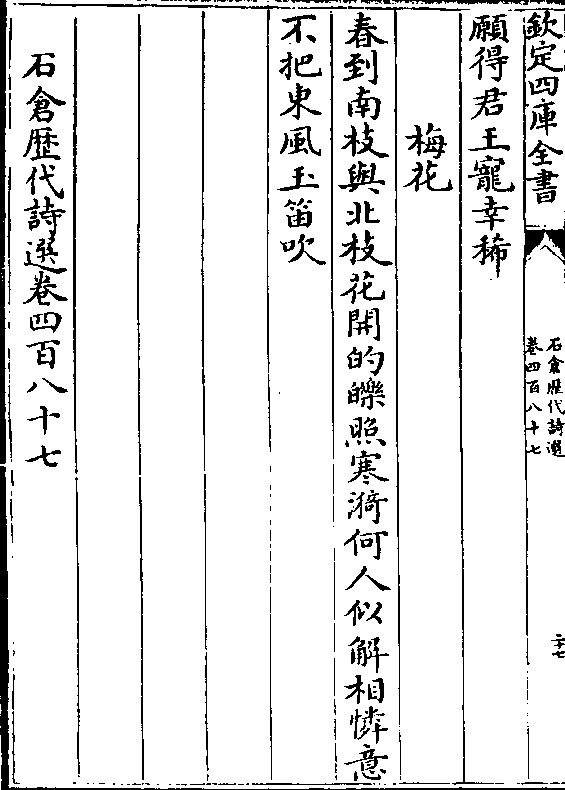 欽定四庫全書
石倉歴代詩選
卷四百八十七
二十七
願得君王寵幸稀
梅花
春到南枝與北枝花開的皪照寒漪何人似解相憐意
不把東風玉笛吹
石倉歴代詩選卷四百八十七